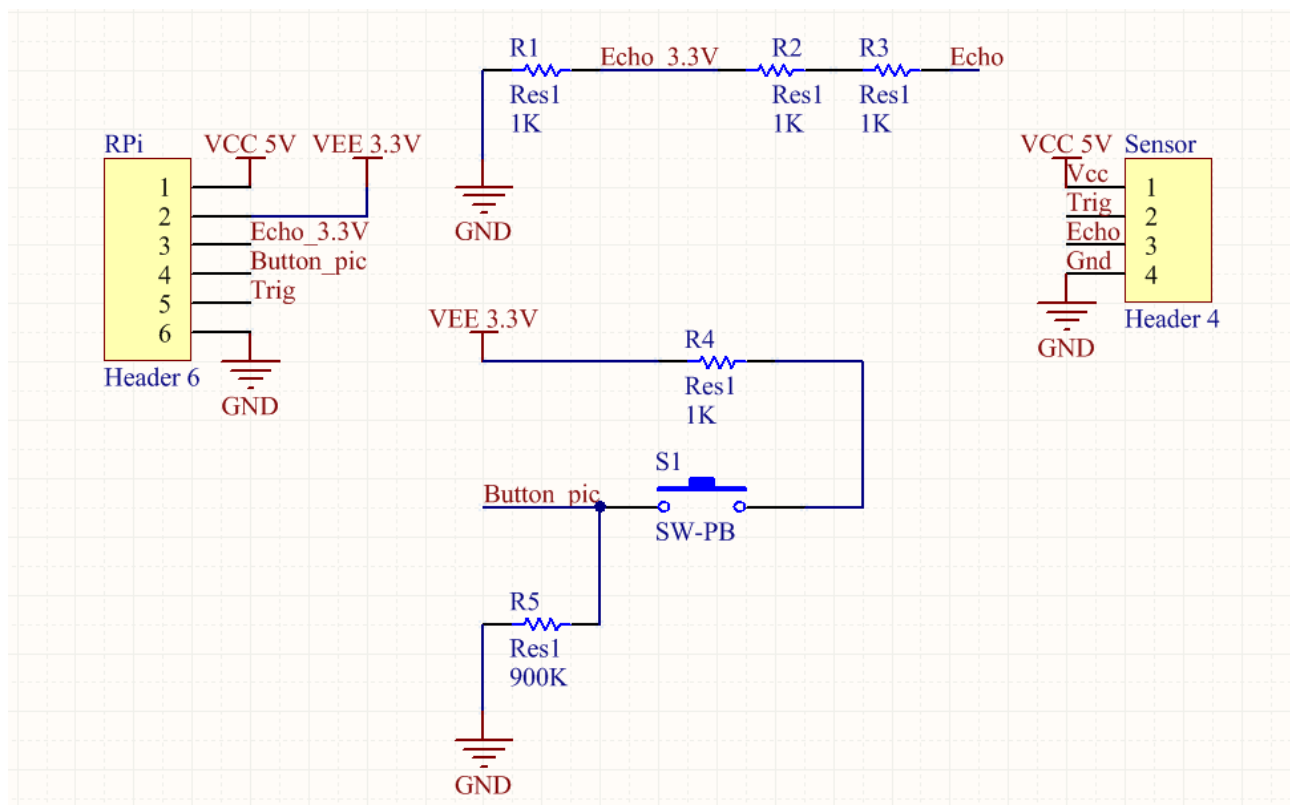 R1
Echo_3.3V
R2
R3
Echo
Res1
1K
Res1
1K
Res1
1K
GND
RPi
VCC 5V
VEE 3.3V
1
2
3
4
5
6
Echo_3.3V
Button_pic
Trig
Header 6
GND
VCC 5V
Sensor
Vcc
Trig
Echo
Gnd
1
2
3
4
Header 4
GND
VEE 3.3V
R4
Res1
1K
S1
Button_pic
SW-PB
R5
Res1
900K
GND